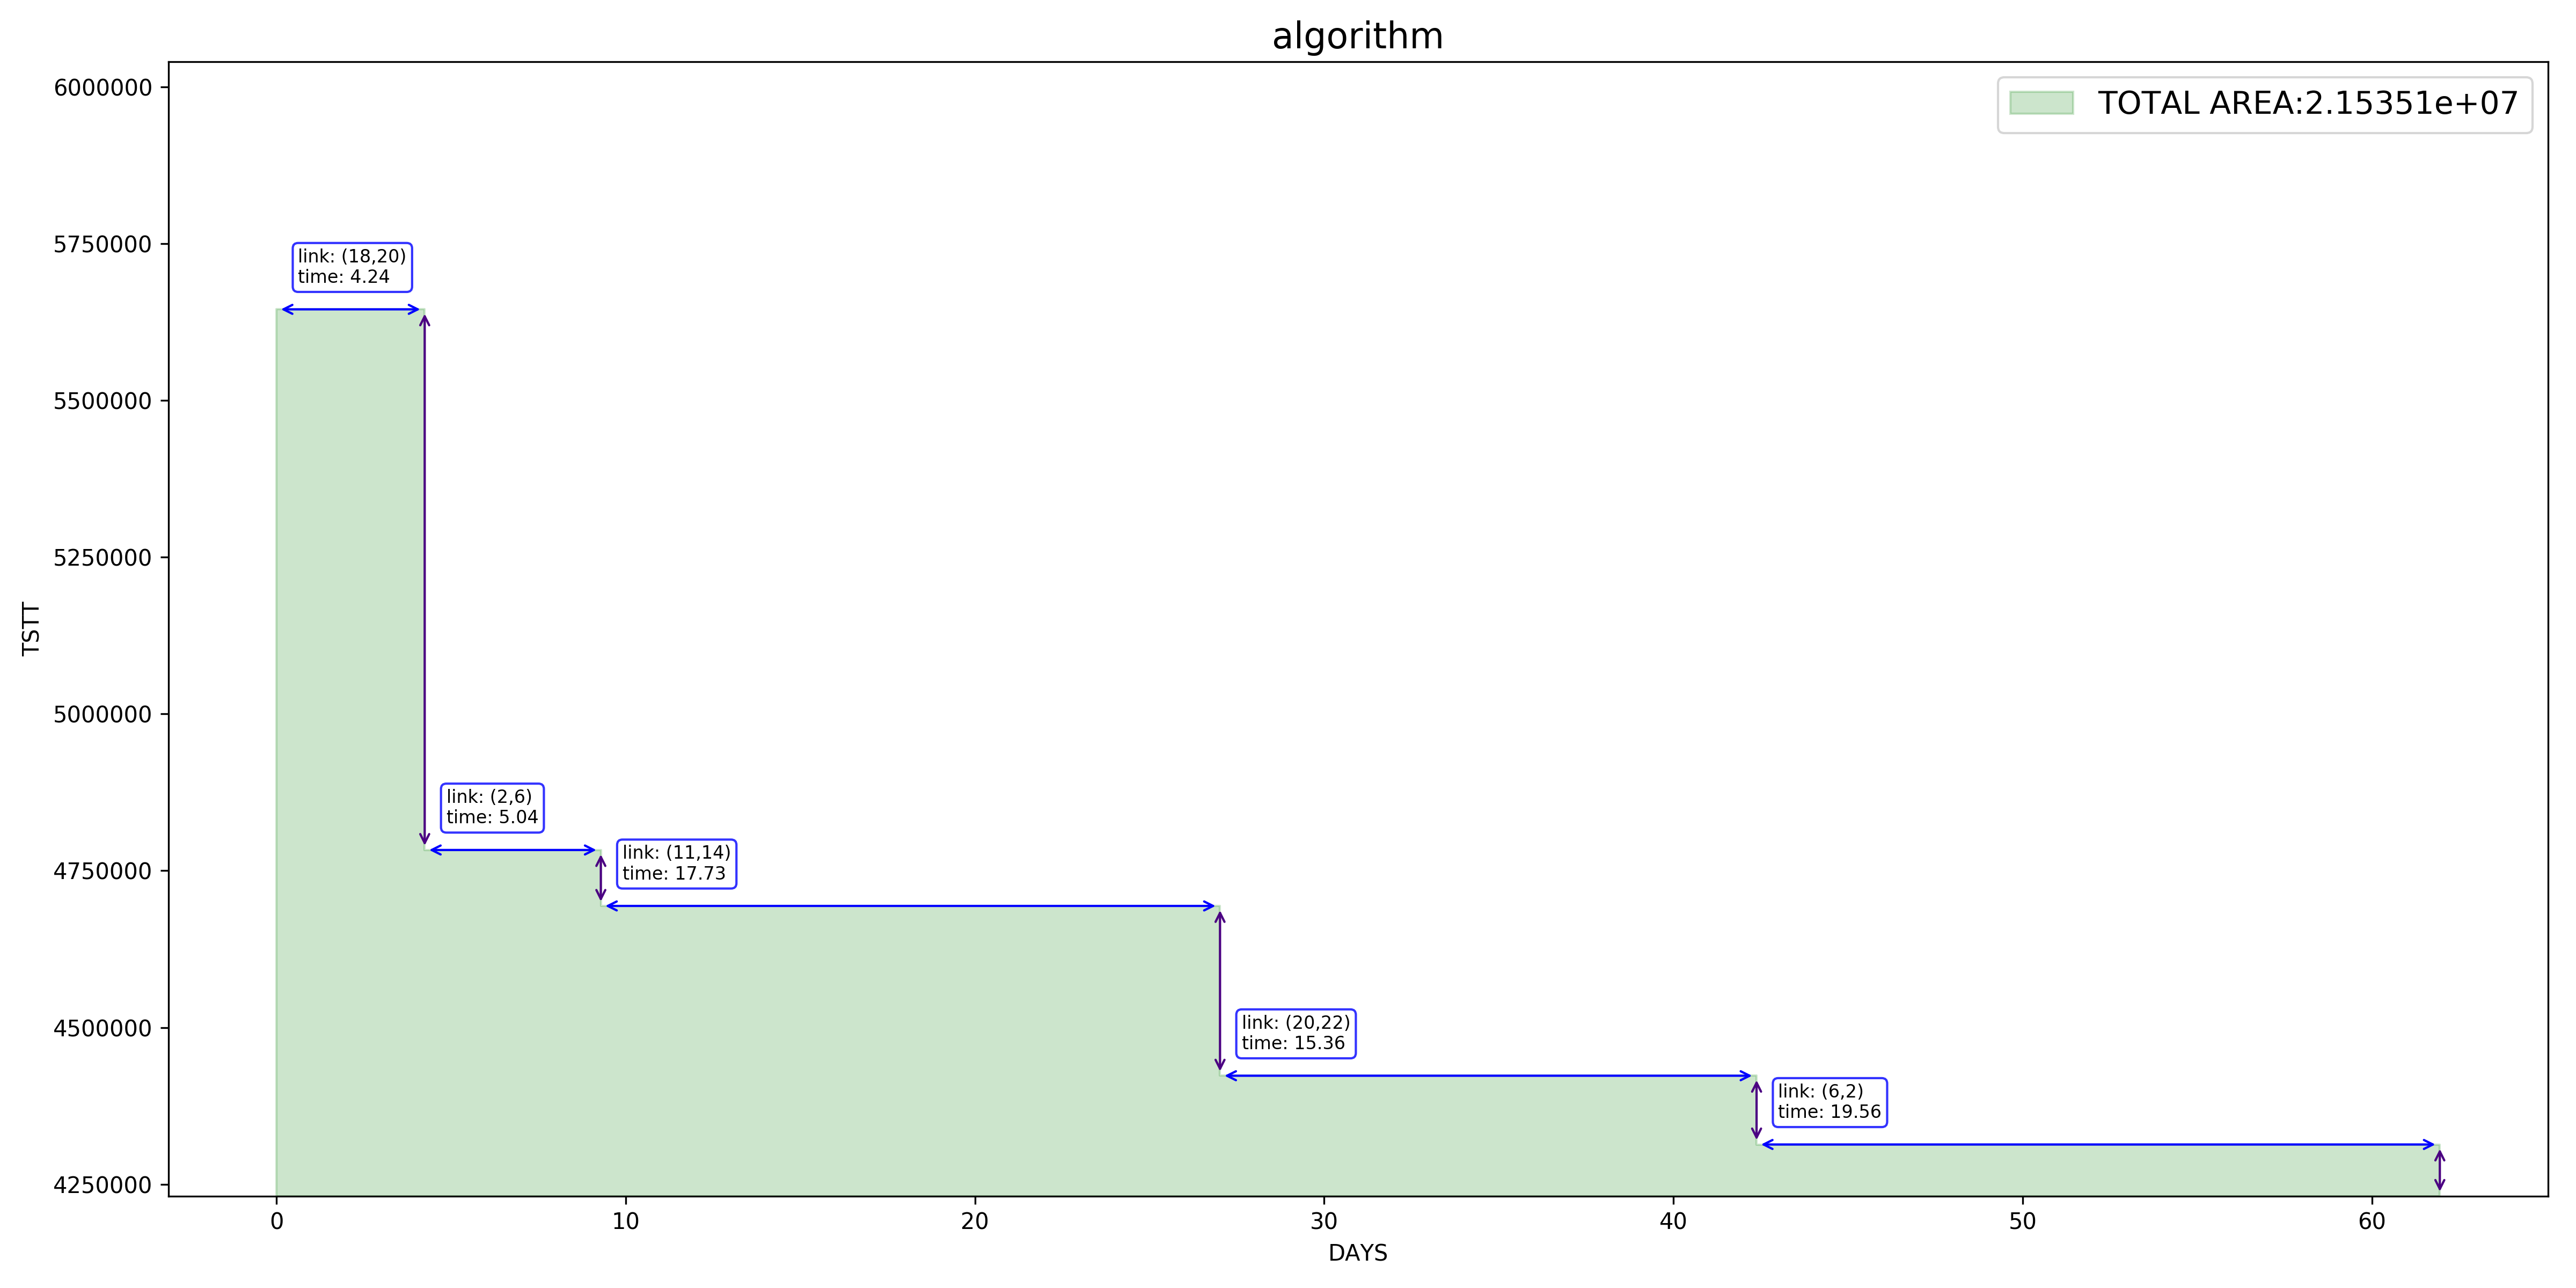 algorithm
TOTAL AREA:2.15351e+07
6000000
5750000
5500000
5250000
5000000
4750000
4500000
4250000
TSTT
link: (18,20)
time: 4.24
link: (2,6)
time: 5.04
link: (11,14)
time: 17.73
link: (20,22)
time: 15.36
link: (6,2)
time: 19.56
0 10 20 30 40 50 60
DAYS